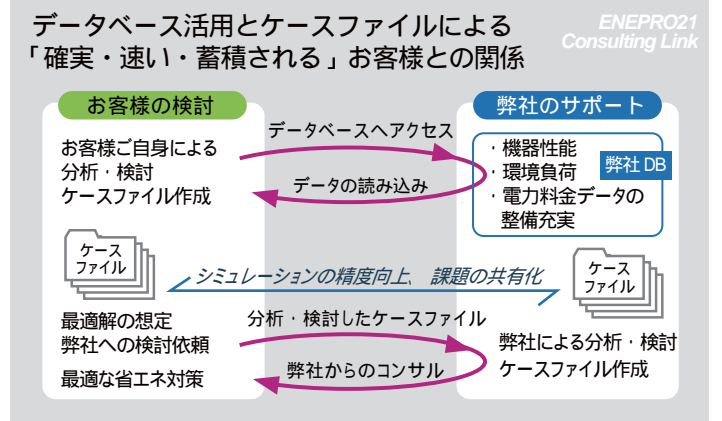 データベース活用とケースファイルによる
「確実・速い・蓄積される」お客様との関係
ENEPRO21
Consulting Link
お客様の検討
お客様ご自身による
分析・検討
ケースファイル作成
データベースへアクセス
データの読み込み
弊社のサポート
・機器性能
・環境負荷
・電力料金データの
整備充実
弊社 DB
ケース
ファイル
シミュレーションの精度向上、課題の共有化
ケース
ファイル
最適解の想定
弊社への検討依頼
最適な省エネ対策
分析・検討したケースファイル
弊社からのコンサル
弊社による分析・検討
ケースファイル作成